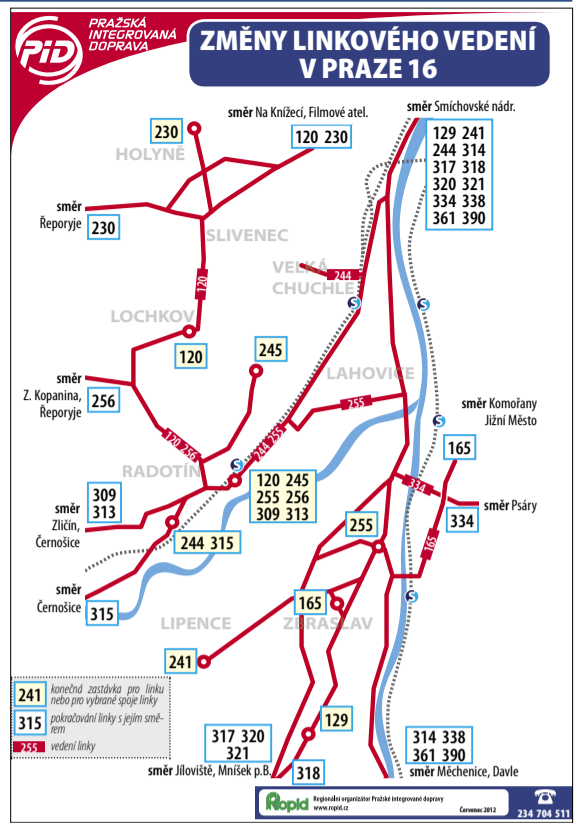 PID
PRAŽSKÁ
INTEGROVANÁ
DOPRAVA
ZMĚNY LINKOVÉHO VEDENÍ
V PRAZE 16
směr Na Knížecí, Filmové atel.
120 230
směr Smíchovské nádr.
129 241
244 314
317 318
320 321
334 338
361 390
230
HOLYNĚ
směr
Řeporyje
230
SLIVENEC
VELKÁ
CHUCHLE
244
S
S
120
LOCHKOV
120
245
LAHOVICE
255
směr
Z. Kopanina,
Řeporyje
256
směr Komořany
Jižní Město
S
165
120 256
244 255
RADOTÍN
S
120 245
255 256
309 313
334
směr Psáry
334
309
313
směr
Zličín,
Černošice
244 315
255
165
směr
Černošice
315
S
LIPENCE
165
ZBRASLAV
241
129
241
konečná zastávka pro linku
nebo pro vybrané spoje linky
315
pokračování linky s jejím smě-
rem
255
vedení linky
317 320
321
směr Jíloviště, Mníšek p.B.
318
314 338
361 390
směr Měchenice, Davle
Ropid
Regionální organizátor Pražské integrované dopravy
www.ropid.cz
Červenec 2012
234 704 511